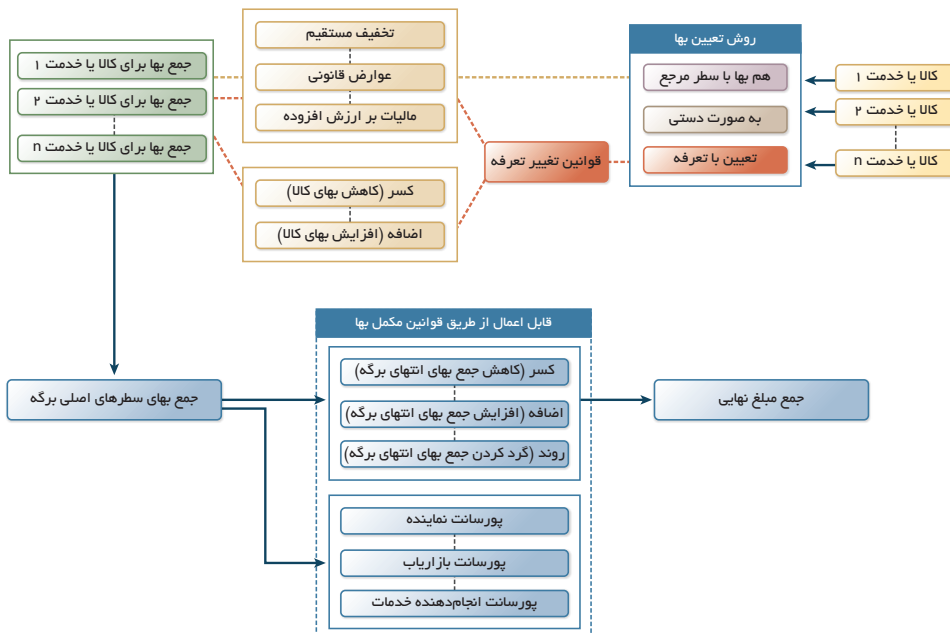 کالا یا خدمت ۱
کالا یا خدمت ۲
کالا یا خدمت n
روش تعیین بها
هم بها با سطر مرجع
به صورت دستی
تعیین با تعرفه
قوانین تغییر تعرفه
تخفیف مستقیم
عوارض قانونی
مالیات بر ارزش افزوده
کسر (کاهش بهای کالا)
اضافه (افزایش بهای کالا)
جمع بها برای کالا یا خدمت ۱
جمع بها برای کالا یا خدمت ۲
جمع بها برای کالا یا خدمت n
جمع بهای سطرهای اصلی برگه
قابل اعمال از طریق قوانین مکمل بها
کسر (کاهش جمع بهای انتهای برگه)
اضافه (افزایش جمع بهای انتهای برگه)
روند (گرد کردن جمع بهای انتهای برگه)
پورسانت نماینده
پورسانت بازاریاب
پورسانت انجام‌دهنده خدمات
جمع مبلغ نهایی